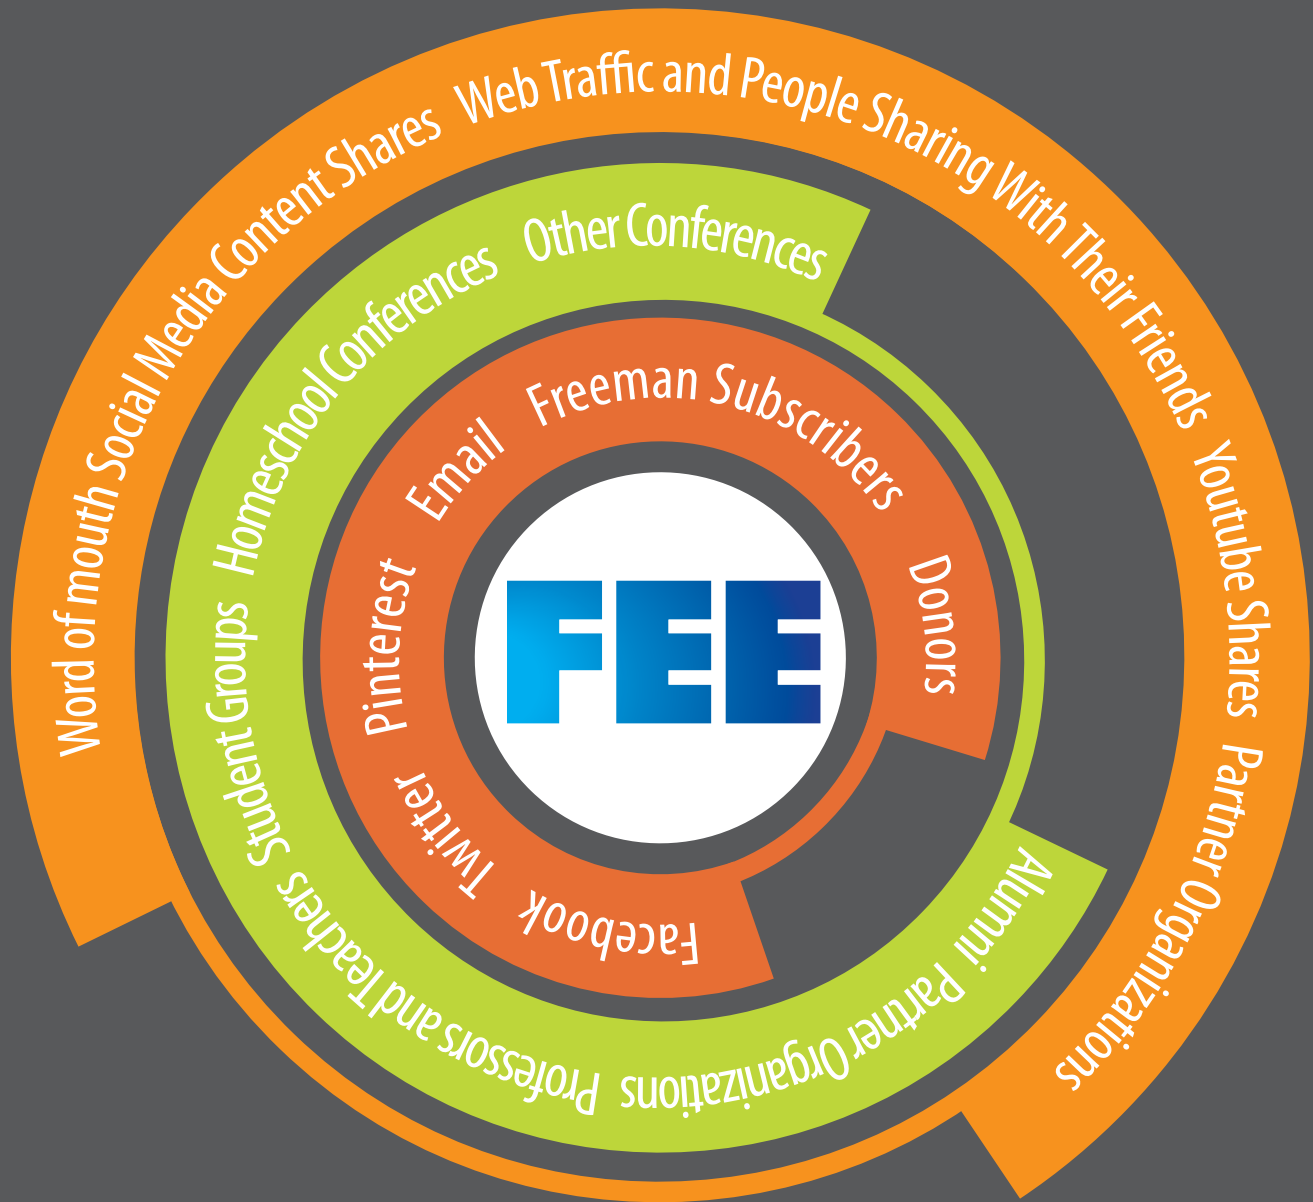 Word of mouth Social Media Content Shares Web Traffic and People Sharing With Their Friends Youtube Shares Partner Organizations
Alumni Partner Organizations Professors and Teachers Student Groups Homeschool Conferences Other Conferences
Facebook Twitter Pinterest Email Freeman Subscribers Donors
FEE